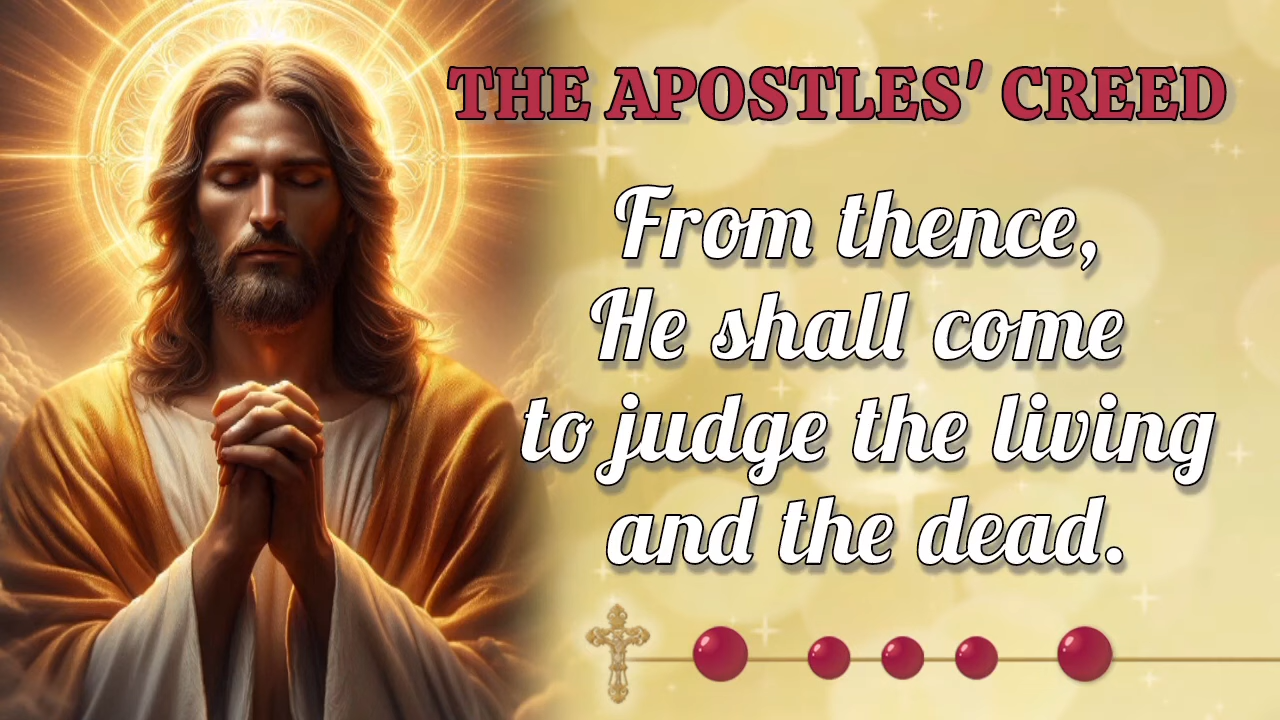 THE APOSTLES' CREED
From thence,
He shall come
to judge the living
and the dead.